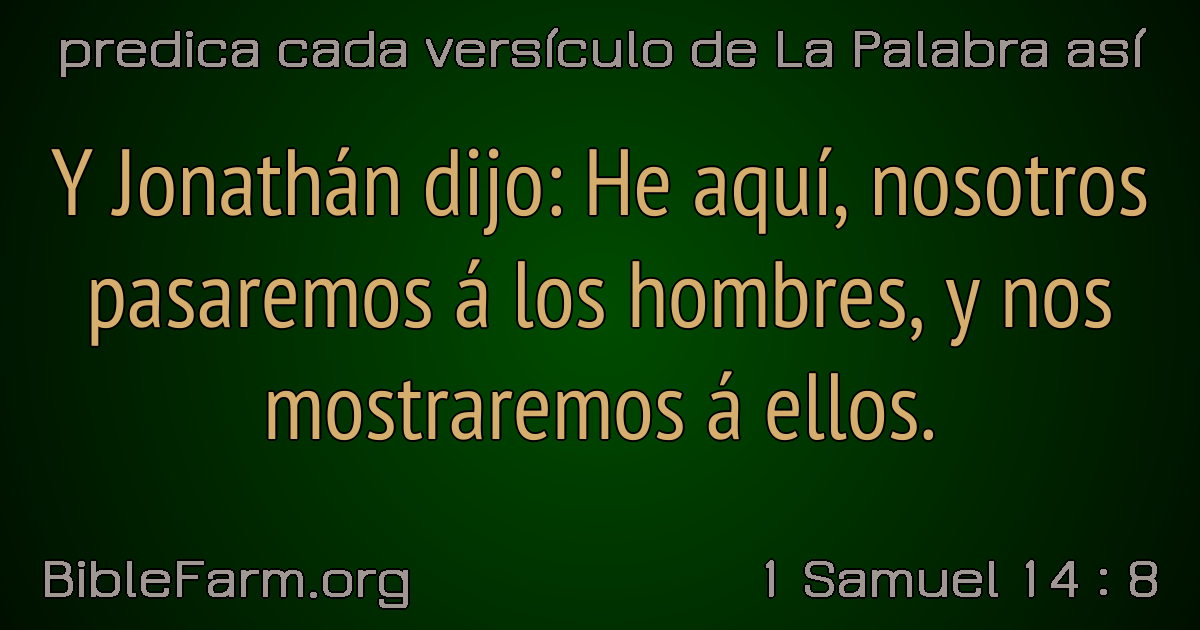 predica cada versículo de La Palabra así
Y Jonathán dijo: He aquí, nosotros
pasaremos á los hombres, y nos
mostraremos á ellos.
BibleFarm.org
1 Samuel 14 : 8